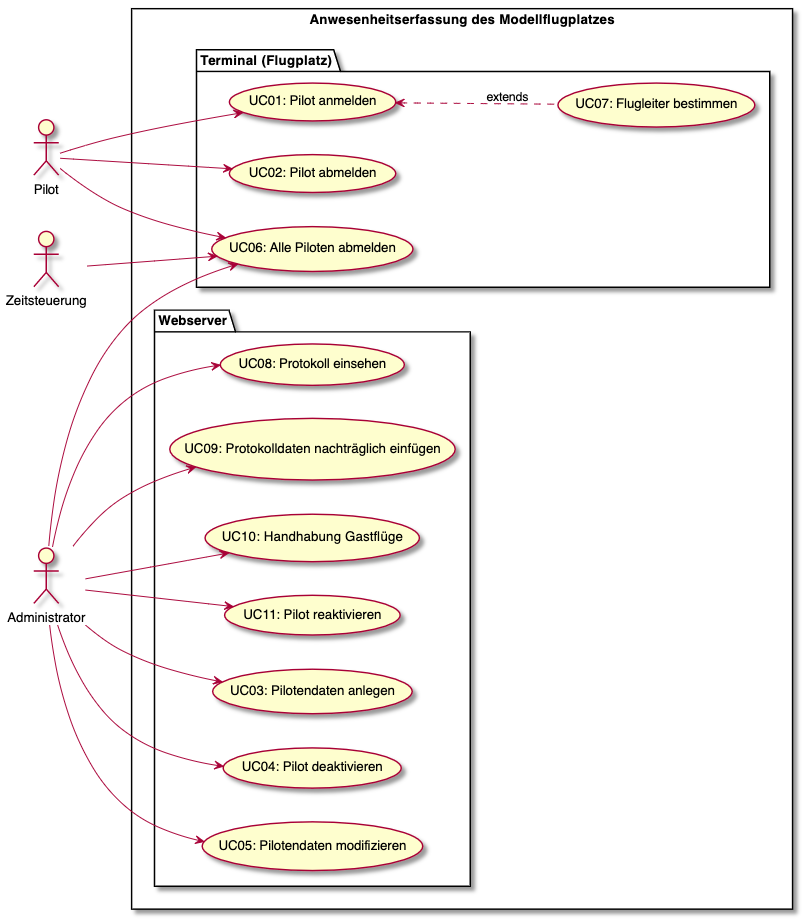 Anwesenheitserfassung des Modellflugplatzes
Terminal (Flugplatz)
UC01: Pilot anmelden
extends
UC07: Flugleiter bestimmen
UC02: Pilot abmelden
Pilot
UC06: Alle Piloten abmelden
Zeitsteuerung
Webserver
UC08: Protokoll einsehen
UC09: Protokolldaten nachträglich einfügen
UC10: Handhabung Gastflüge
UC11: Pilot reaktivieren
Administrator
UC03: Pilotendaten anlegen
UC04: Pilot deaktivieren
UC05: Pilotendaten modifizieren